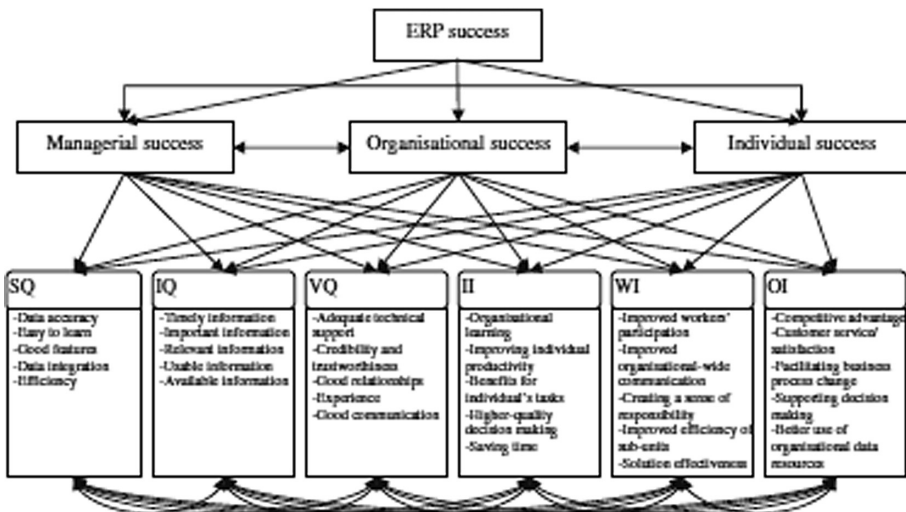 ERP success
Managerial success
Organisational success
Individual success
SQ
-Data accuracy
-Easy to learn
-Good features
-Data integration
-Efficiency
IQ
-Timely information
-Important information
-Relevant information
-Usable information
-Available information
VQ
-Adequate technical
support
-Credibility and
trustworthiness
-Good relationships
-Experience
-Good communication
II
-Organisational
learning
-Improving individual
productivity
-Benefits for
individual's tasks
-Higher-quality
decision making
-Saving time
WI
-Improved workers'
participation
-Improved
organisational-wide
communication
-Creating a sense of
responsibility
-Improved efficiency of
sub-units
-Solution effectiveness
OI
-Competitive advantage
-Customer service/
satisfaction
-Facilitating business
process change
-Supporting decision
making
-Better use of
organisational data
resources